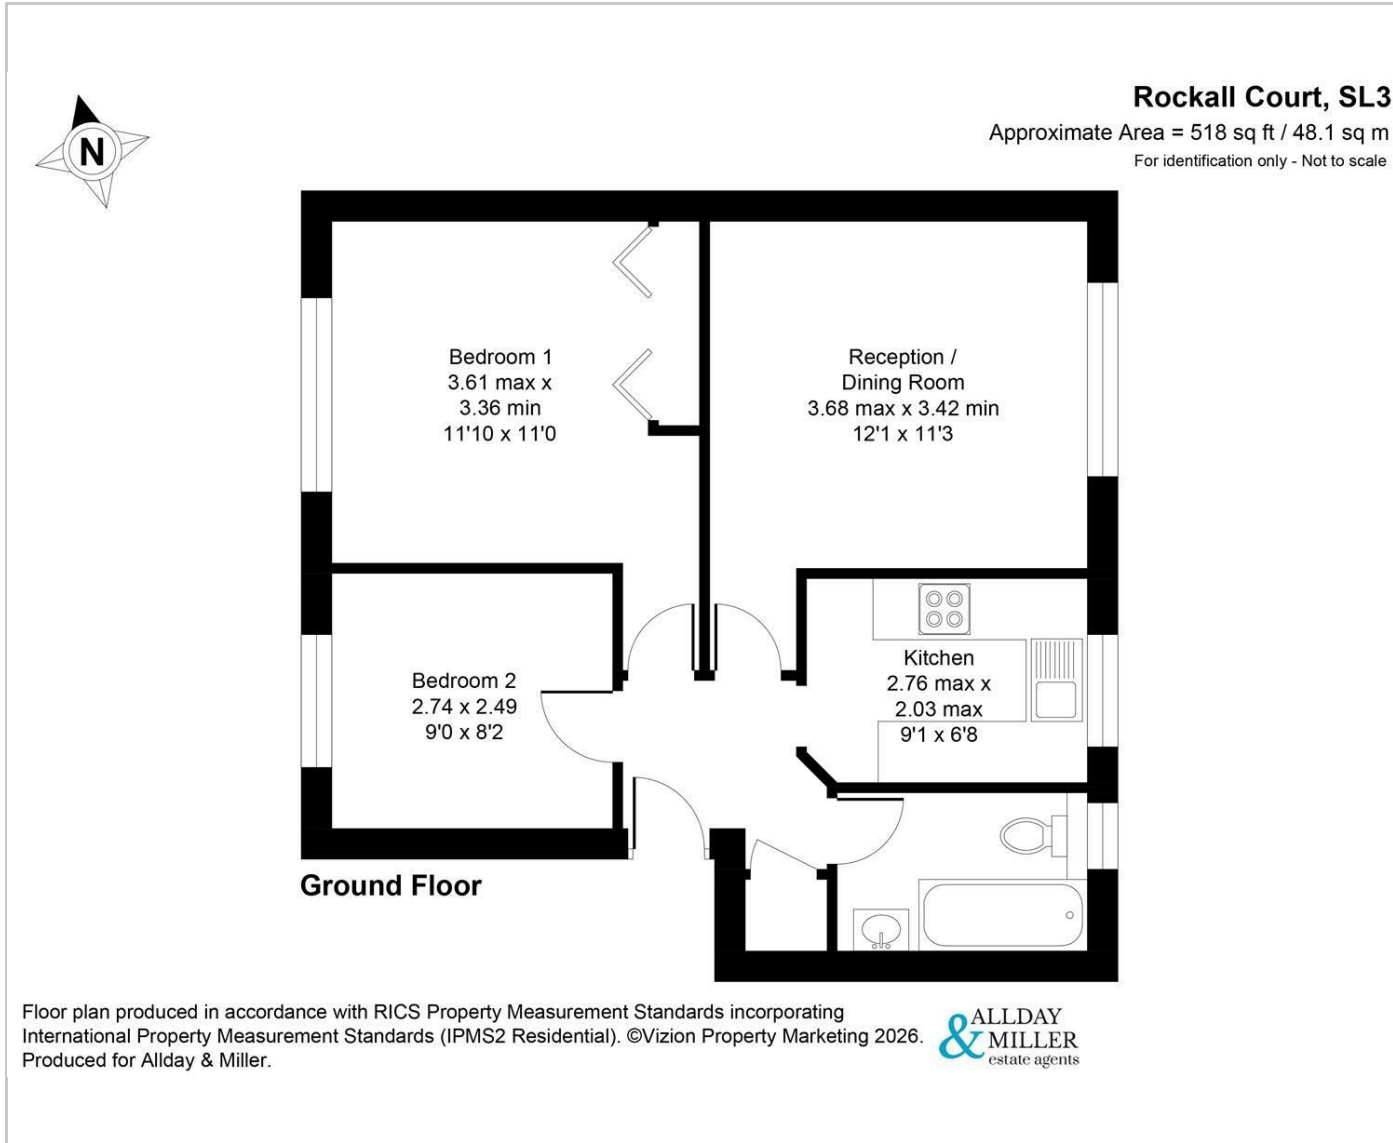 N
Rockall Court, SL3
Approximate Area = 518 sq ft / 48.1 sq m
For identification only - Not to scale
Bedroom 1
3.61 max x
3.36 min
11'10 x 11'0
Reception /
Dining Room
3.68 max x 3.42 min
12'1 x 11'3
Bedroom 2
2.74 x 2.49
9'0 x 8'2
Kitchen
2.76 max x
2.03 max
9'1 x 6'8
Ground Floor
Floor plan produced in accordance with RICS Property Measurement Standards incorporating
International Property Measurement Standards (IPMS2 Residential). ©Vizion Property Marketing 2026.
Produced for Allday & Miller.
ALLDAY
& MILLER
estate agents